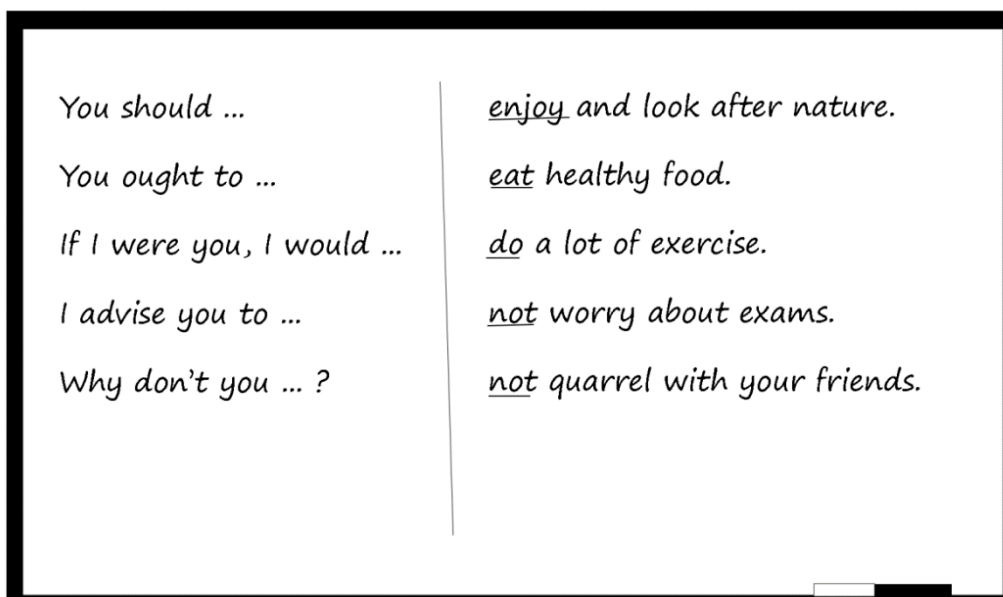 You should ...
You ought to ...
If I were you, I would ...
I advise you to ...
Why don't you ... ?
enjoy and look after nature.
eat healthy food.
do a lot of exercise.
not worry about exams.
not quarrel with your friends.